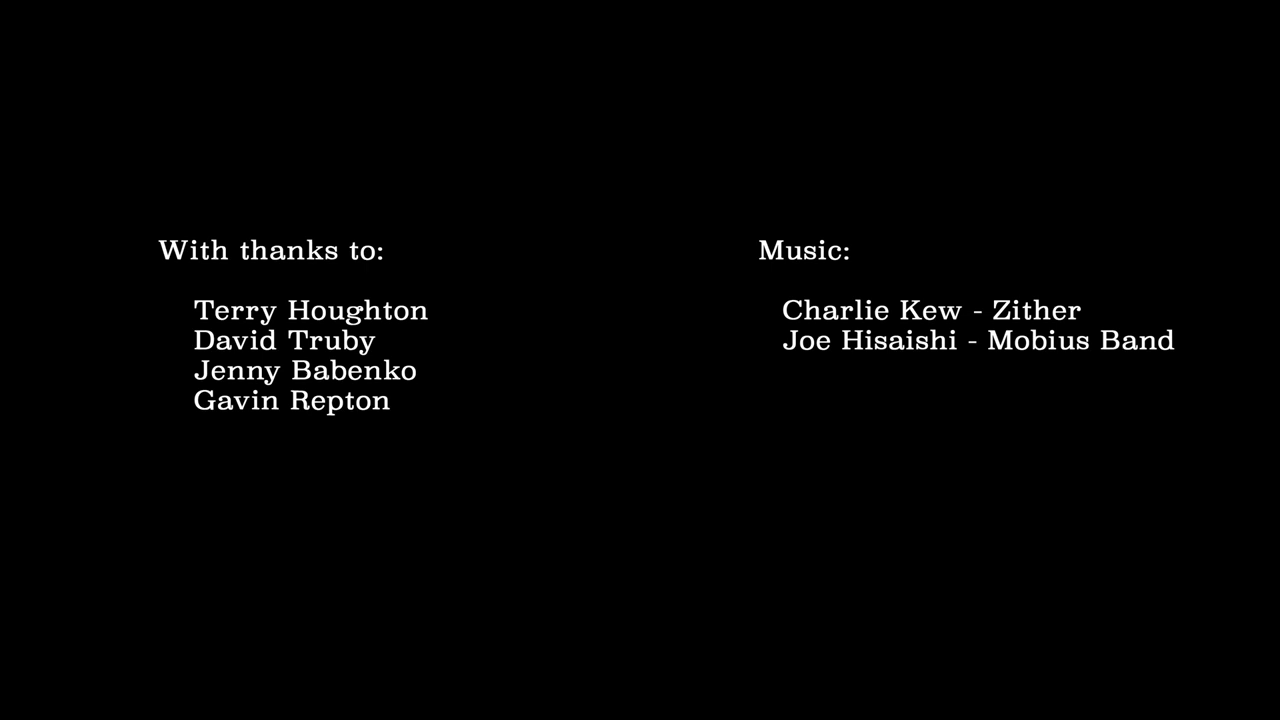 With thanks to:
Terry Houghton
David Truby
Jenny Babenko
Gavin Repton
Music:
Charlie Kew - Zither
Joe Hisaishi - Mobius Band